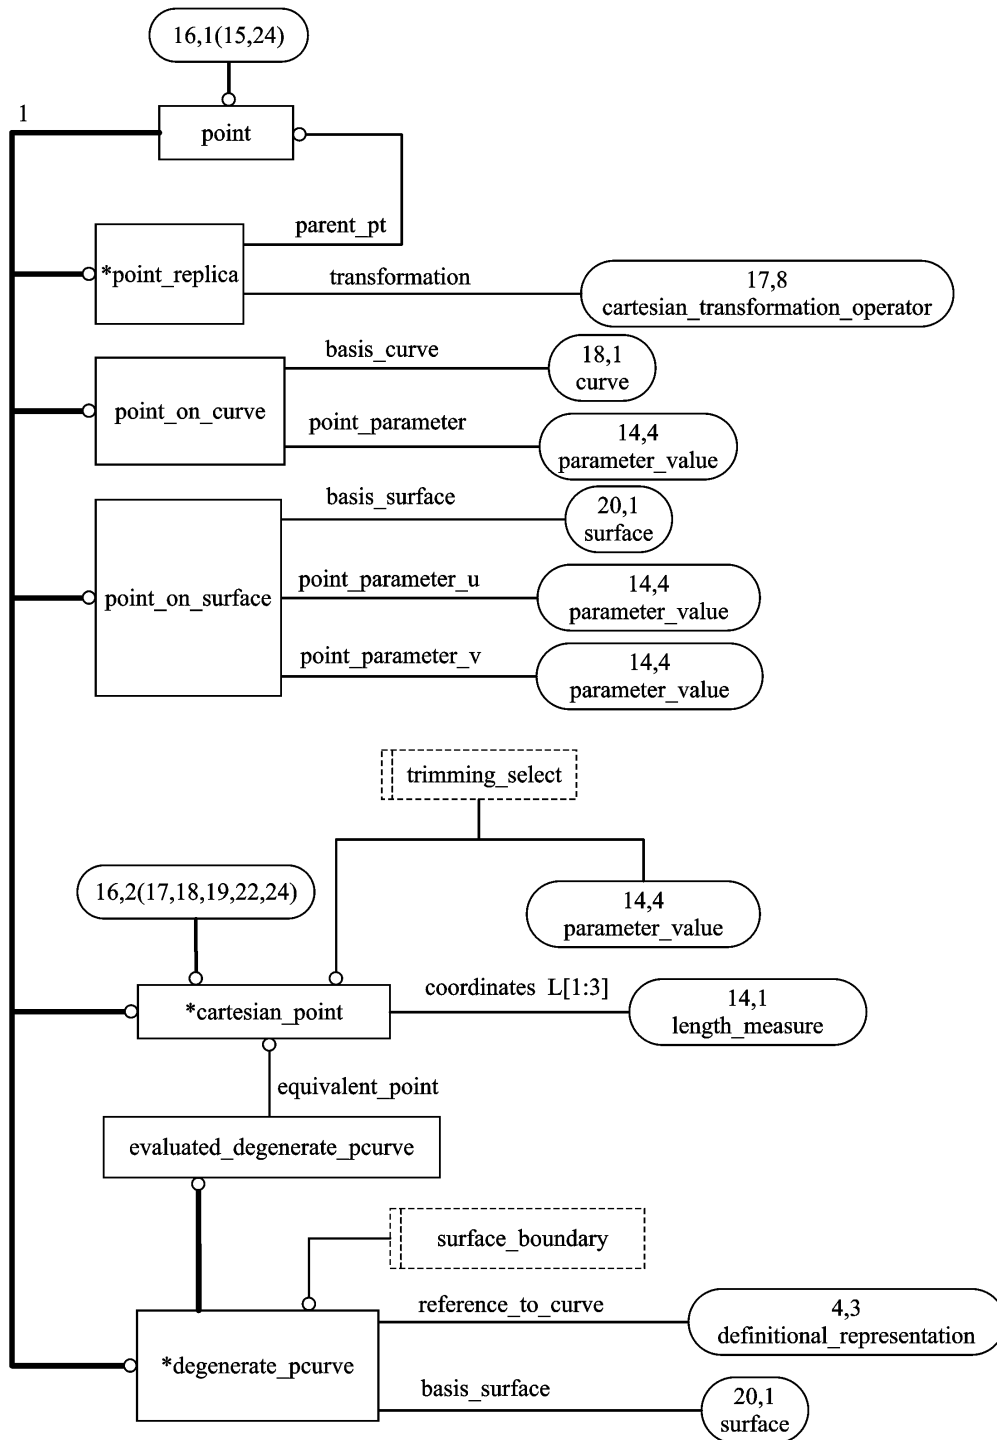 16,1(15,24)
1
point
parent_pt
*point_replica
transformation
17,8
cartesian_transformation_operator
basis_curve
18,1
curve
point_on_curve
point_parameter
14,4
parameter_value
basis_surface
20,1
surface
point_on_surface
point_parameter_u
14,4
parameter_value
point_parameter_v
14,4
parameter_value
trimming_select
16,2(17,18,19,22,24)
14,4
parameter_value
*cartesian_point
coordinates L[1:3]
14,1
length_measure
equivalent_point
evaluated_degenerate_pcurve
surface_boundary
reference_to_curve
4,3
definitional_representation
*degenerate_pcurve
basis_surface
20,1
surface